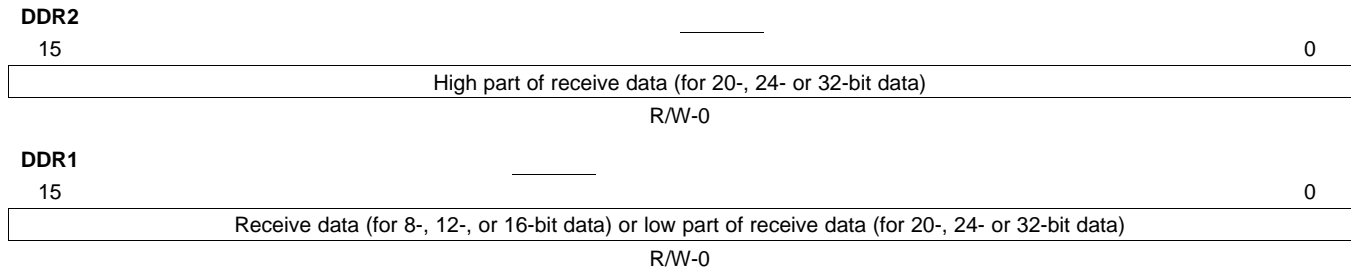 DDR2
15 0
High part of receive data (for 20-, 24- or 32-bit data)
R/W-0
DDR1
15 0
Receive data (for 8-, 12-, or 16-bit data) or low part of receive data (for 20-, 24- or 32-bit data)
R/W-0